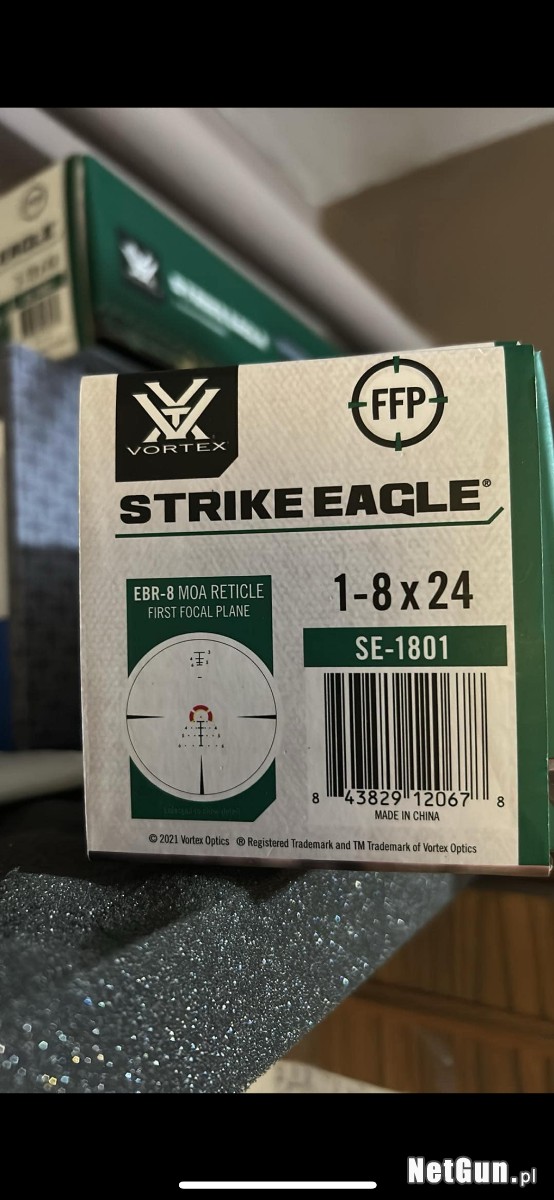 EAGLE
VORTEX
FFP
STRIKE EAGLE®
EBR-8 MOA RETICLE
FIRST FOCAL PLANE
1-8 x 24
SE-1801
8 43829 12067 8
MADE IN CHINA
© 2021 Vortex Optics ® Registered Trademark and TM Trademark of Vortex Optics
NetGun.pl